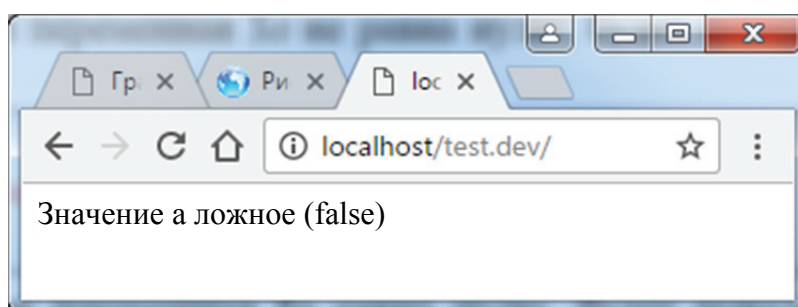 Гр
Ри
loc
localhost/test.dev/
Значение а ложное (false)